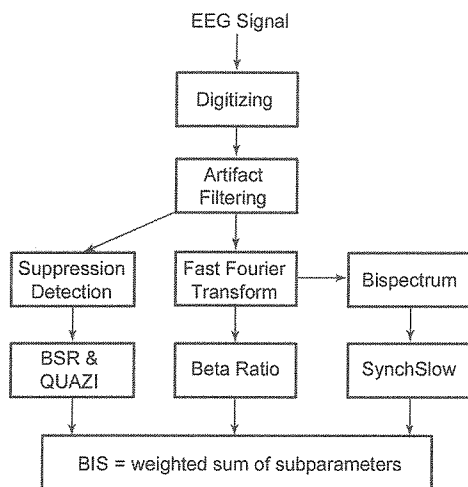 EEG Signal
Digitizing
Artifact
Filtering
Suppression
Detection
Fast Fourier
Transform
Bispectrum
BSR &
QUAZI
Beta Ratio
SynchSlow
BIS = weighted sum of subparameters